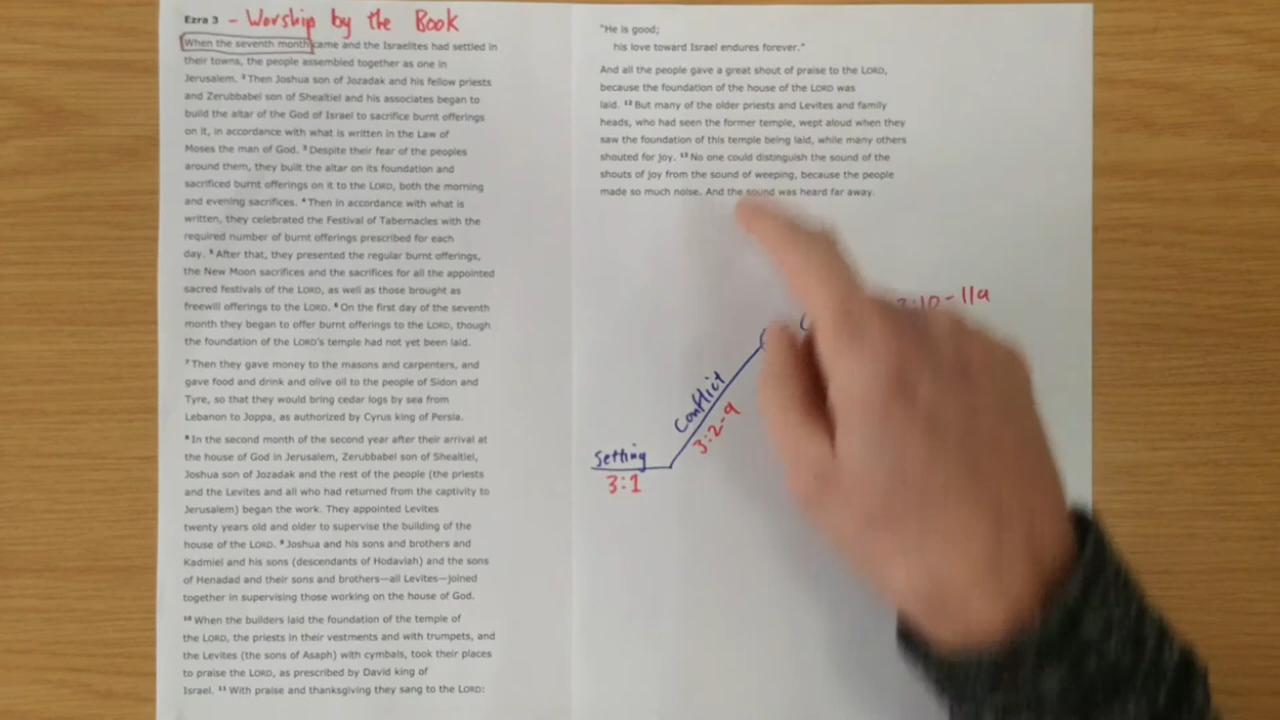 Ezra 3 - Worship by the Book
When the seventh month came and the Israelites had settled in
their towns, the people assembled together as one in
Jerusalem. ²Then Joshua son of Jozadak and his fellow priests
and Zerubbabel son of Shealtiel and his associates began to
build the altar of the God of Israel to sacrifice burnt offerings
on it, in accordance with what is written in the Law of
Moses the man of God. ³Despite their fear of the peoples
around them, they built the altar on its foundation and
sacrificed burnt offerings on it to the LORD, both the morning
and evening sacrifices. ⁴Then in accordance with what is
written, they celebrated the Festival of Tabernacles with the
required number of burnt offerings prescribed for each
day. ⁵After that, they presented the regular burnt offerings,
the New Moon sacrifices and the sacrifices for all the appointed
sacred festivals of the LORD, as well as those brought as
freewill offerings to the LORD. ⁶On the first day of the seventh
month they began to offer burnt offerings to the LORD, though
the foundation of the LORD's temple had not yet been laid.
⁷Then they gave money to the masons and carpenters, and
gave food and drink and olive oil to the people of Sidon and
Tyre, so that they would bring cedar logs by sea from
Lebanon to Joppa, as authorized by Cyrus king of Persia.
⁸In the second month of the second year after their arrival at
the house of God in Jerusalem, Zerubbabel son of Shealtiel,
Joshua son of Jozadak and the rest of the people (the priests
and the Levites and all who had returned from the captivity to
Jerusalem) began the work. They appointed Levites
twenty years old and older to supervise the building of the
house of the LORD. ⁹Joshua and his sons and brothers and
Kadmiel and his sons (descendants of Hodaviah) and the sons
of Henadad and their sons and brothers—all Levites—joined
together in supervising those working on the house of God.
¹⁰When the builders laid the foundation of the temple of
the LORD, the priests in their vestments and with trumpets, and
the Levites (the sons of Asaph) with cymbals, took their places
to praise the LORD, as prescribed by David king of
Israel. ¹¹With praise and thanksgiving they sang to the LORD:
"He is good;
his love toward Israel endures forever."
And all the people gave a great shout of praise to the LORD,
because the foundation of the house of the LORD was
laid. ¹²But many of the older priests and Levites and family
heads, who had seen the former temple, wept aloud when they
saw the foundation of this temple being laid, while many others
shouted for joy. ¹³No one could distinguish the sound of the
shouts of joy from the sound of weeping, because the people
made so much noise. And the sound was heard far away.
3:10-11a
Conflict
3:2-9
Setting
3:1